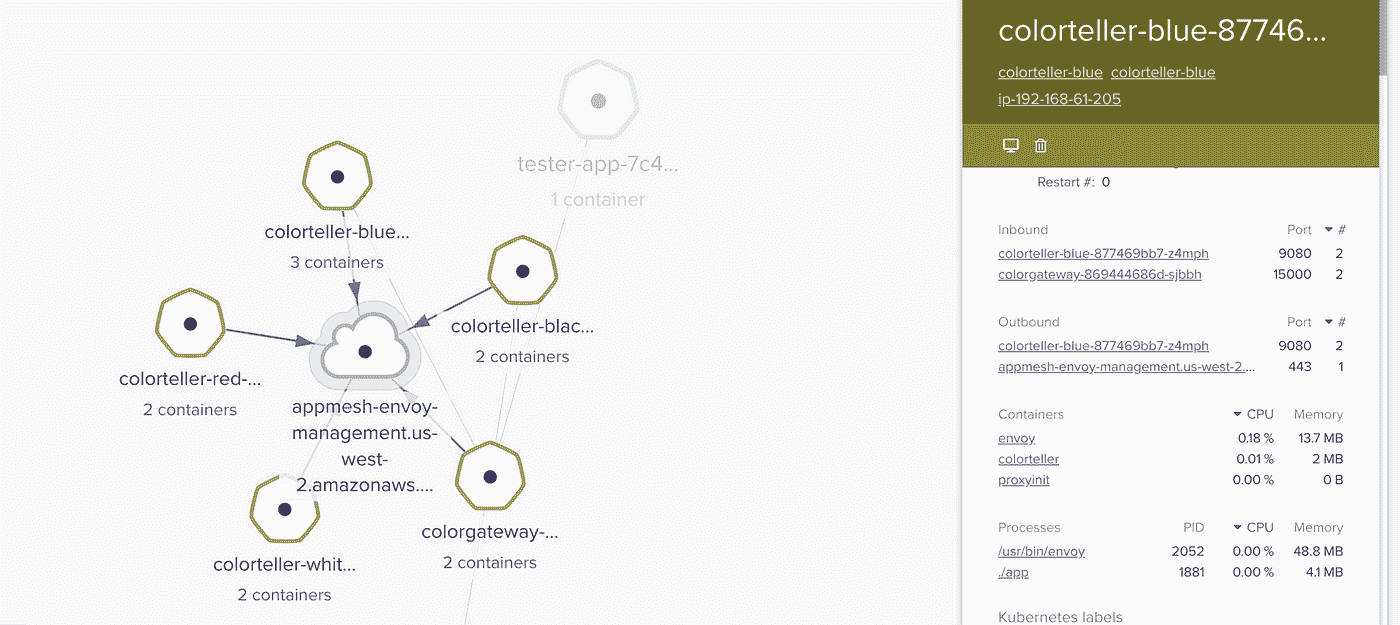 tester-app-7c4...
1 container
colorteller-blue...
3 containers
colorteller-blac...
2 containers
colorteller-red-...
2 containers
appmesh-envoy-
management.us-
west-
2.amazonaws....
colorgateway-...
2 containers
colorteller-whit...
2 containers
colorteller-blue-87746...
colorteller-blue colorteller-blue
ip-192-168-61-205
Restart #: 0
Inbound Port #
colorteller-blue-877469bb7-z4mph 9080 2
colorgateway-869444686d-sjbbh 15000 2
Outbound Port #
colorteller-blue-877469bb7-z4mph 9080 2
appmesh-envoy-management.us-west-2.... 443 1
Containers CPU Memory
envoy 0.18 % 13.7 MB
colorteller 0.01 % 2 MB
proxyinit 0.00 % 0 B
Processes PID CPU Memory
/usr/bin/envoy 2052 0.00 % 48.8 MB
./app 1881 0.00 % 4.1 MB
Kubernetes labels